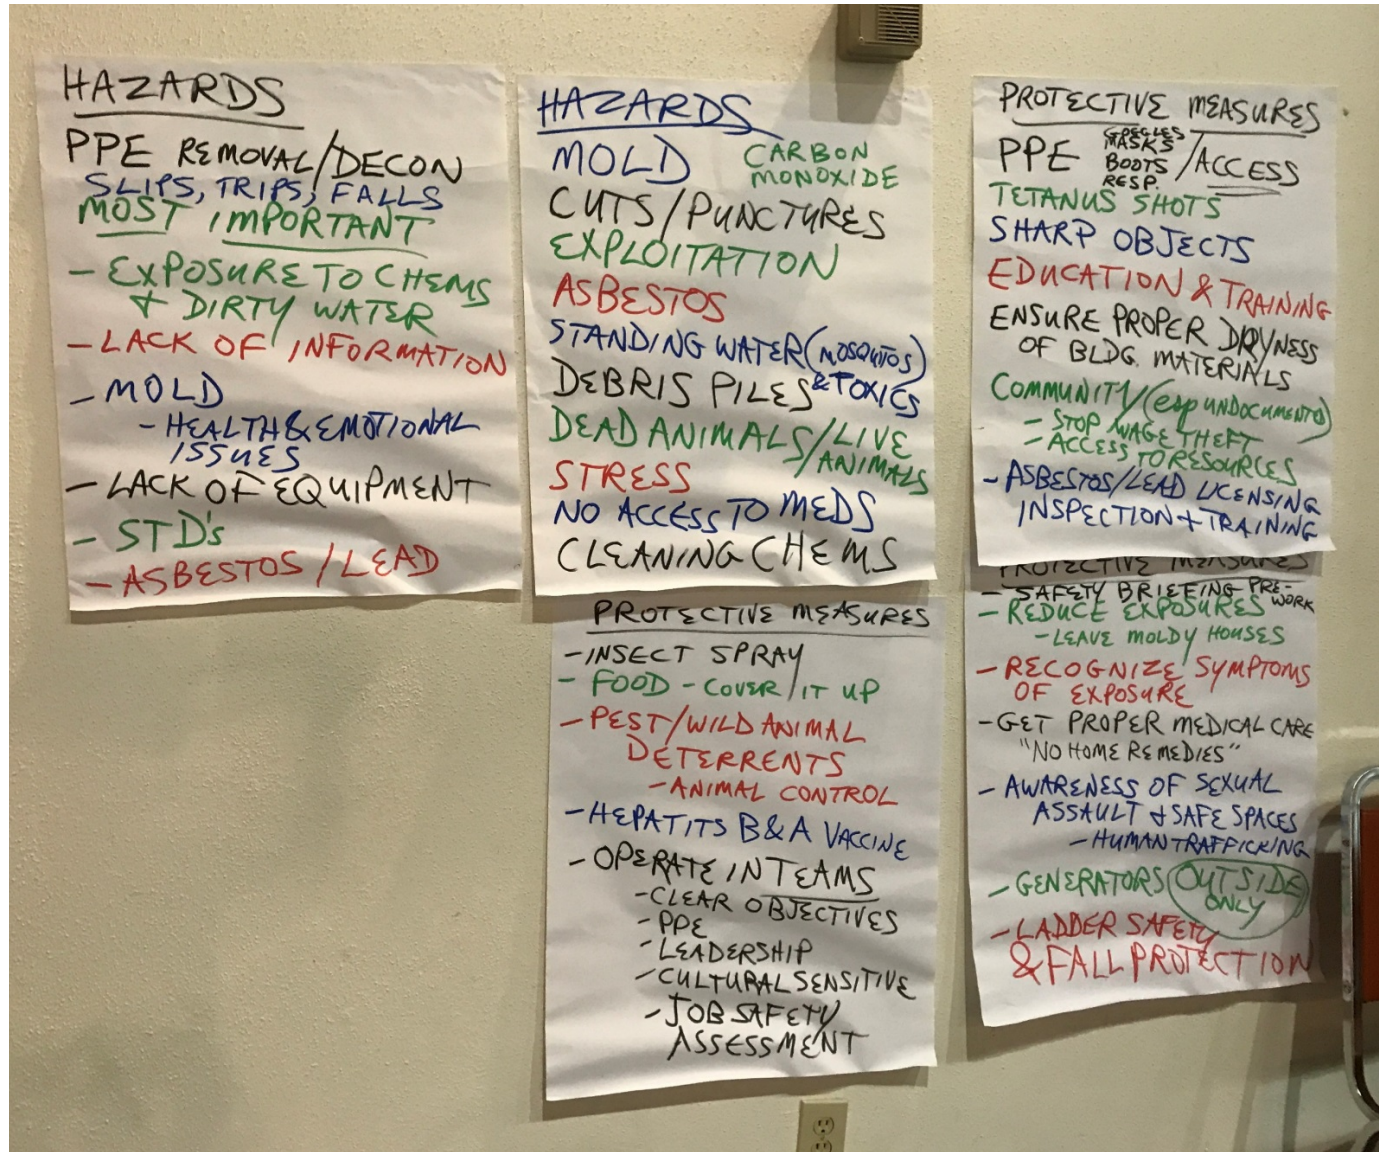 HAZARDS
PPE REMOVAL/DECON
SLIPS, TRIPS, FALLS
MOST IMPORTANT
- EXPOSURE TO CHEMS
+ DIRTY WATER
- LACK OF INFORMATION
- MOLD
- HEALTH & EMOTIONAL
ISSUES
- LACK OF EQUIPMENT
- STD's
- ASBESTOS / LEAD
HAZARDS
MOLD
CARBON
MONOXIDE
CUTS/PUNCTURES
EXPLOITATION
ASBESTOS
STANDING WATER (MOSQUITOS)
& TOXICS
DEBRIS PILES
DEAD ANIMALS/LIVE
ANIMALS
STRESS
NO ACCESS TO MEDS
CLEANING CHEMS
PROTECTIVE MEASURES
- INSECT SPRAY
- FOOD - COVER IT UP
- PEST/WILD ANIMAL
DETERRENTS
- ANIMAL CONTROL
- HEPATITS B&A VACCINE
- OPERATE IN TEAMS
- CLEAR OBJECTIVES
- PPE
- LEADERSHIP
- CULTURAL SENSITIVE
- JOB SAFETY
ASSESSMENT
PROTECTIVE MEASURES
PPE GOGGLES
MASKS
BOOTS
RESP.
/ACCESS
TETANUS SHOTS
SHARP OBJECTS
EDUCATION & TRAINING
ENSURE PROPER DRYNESS
OF BLDG. MATERIALS
COMMUNITY (esp UNDOCUMENTD)
- STOP WAGE THEFT
- ACCESS TO RESOURCES
- ASBESTOS/LEAD LICENSING
INSPECTION + TRAINING
PROTECTIVE MEASURES
- SAFETY BRIEFING PRE-
WORK
- REDUCE EXPOSURES
- LEAVE MOLDY HOUSES
- RECOGNIZE SYMPTOMS
OF EXPOSURE
- GET PROPER MEDICAL CARE
"NO HOME REMEDIES"
- AWARENESS OF SEXUAL
ASSAULT + SAFE SPACES
- HUMAN TRAFFICKING
- GENERATORS OUTSIDE
ONLY
- LADDER SAFETY
& FALL PROTECTION